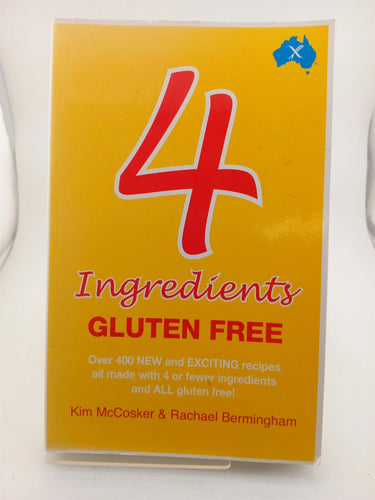 4
Ingredients
GLUTEN FREE
Over 400 NEW and EXCITING recipes
all made with 4 or fewer ingredients
and ALL gluten free!
Kim McCosker & Rachael Bermingham